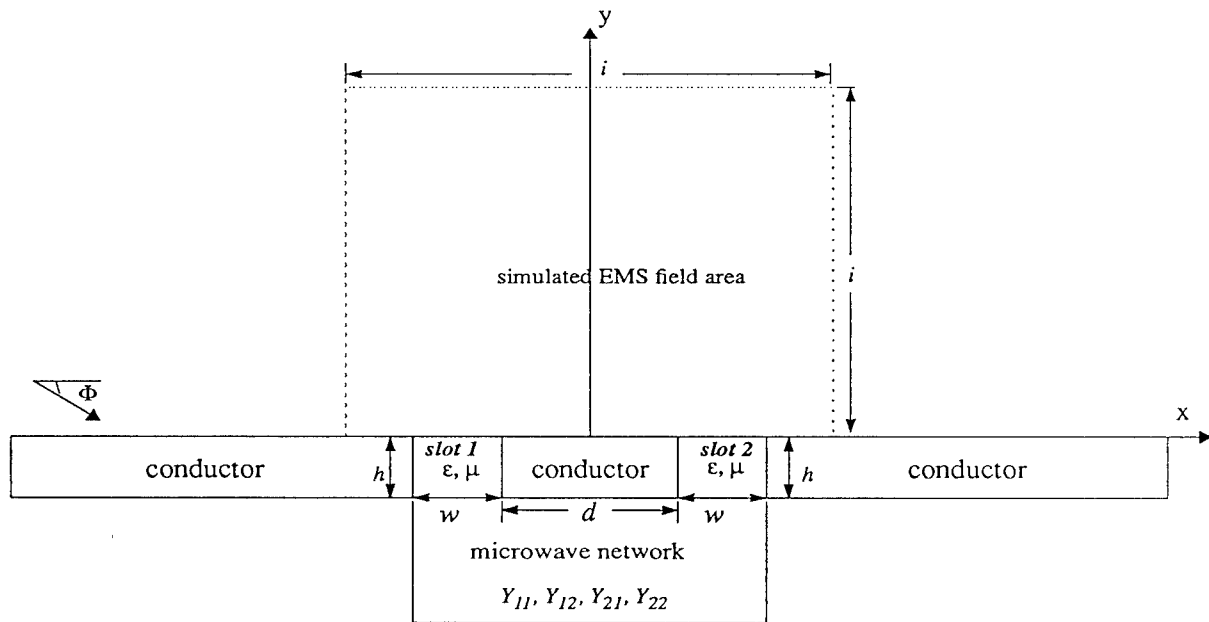 y
i
simulated EMS field area
i
Φ
x
slot 1
slot 2
conductor
h
ε, μ
conductor
ε, μ
h
conductor
w
d
w
microwave network
Y11, Y12, Y21, Y22